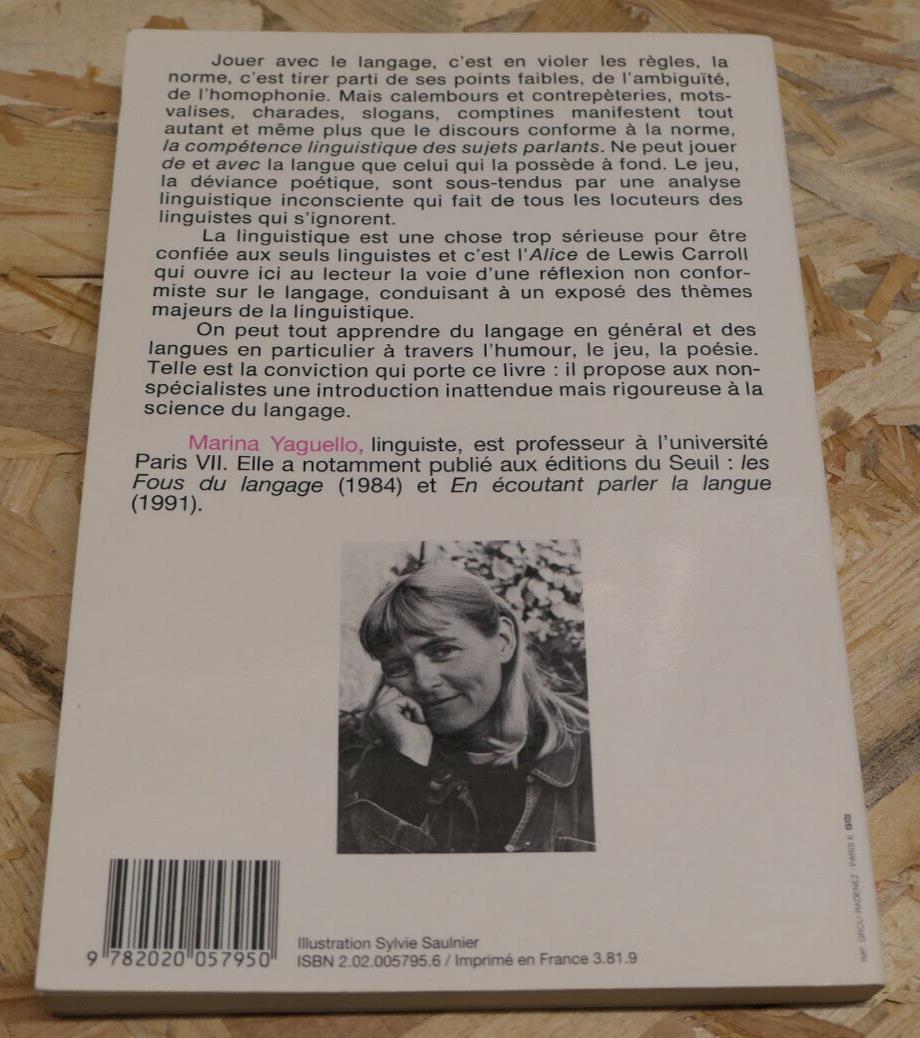 Jouer avec le langage, c'est en violer les règles, la
norme, c'est tirer parti de ses points faibles, de l'ambiguïté,
de l'homophonie. Mais calembours et contrepèteries, mots-
valises, charades, slogans, comptines manifestent tout
autant et même plus que le discours conforme à la norme,
la compétence linguistique des sujets parlants. Ne peut jouer
de et avec la langue que celui qui la possède à fond. Le jeu,
la déviance poétique, sont sous-tendus par une analyse
linguistique inconsciente qui fait de tous les locuteurs des
linguistes qui s'ignorent.
La linguistique est une chose trop sérieuse pour être
confiée aux seuls linguistes et c'est l'Alice de Lewis Carroll
qui ouvre ici au lecteur la voie d'une réflexion non confor-
miste sur le langage, conduisant à un exposé des thèmes
majeurs de la linguistique.
On peut tout apprendre du langage en général et des
langues en particulier à travers l'humour, le jeu, la poésie.
Telle est la conviction qui porte ce livre : il propose aux non-
spécialistes une introduction inattendue mais rigoureuse à la
science du langage.
Marina Yaguello, linguiste, est professeur à l'université
Paris VII. Elle a notamment publié aux éditions du Seuil : les
Fous du langage (1984) et En écoutant parler la langue
(1991).
Illustration Sylvie Saulnier
ISBN 2.02.005795.6 / Imprimé en France 3.81.9
9 782020 057950
IMP. GROU-RADENEZ - PARIS 6